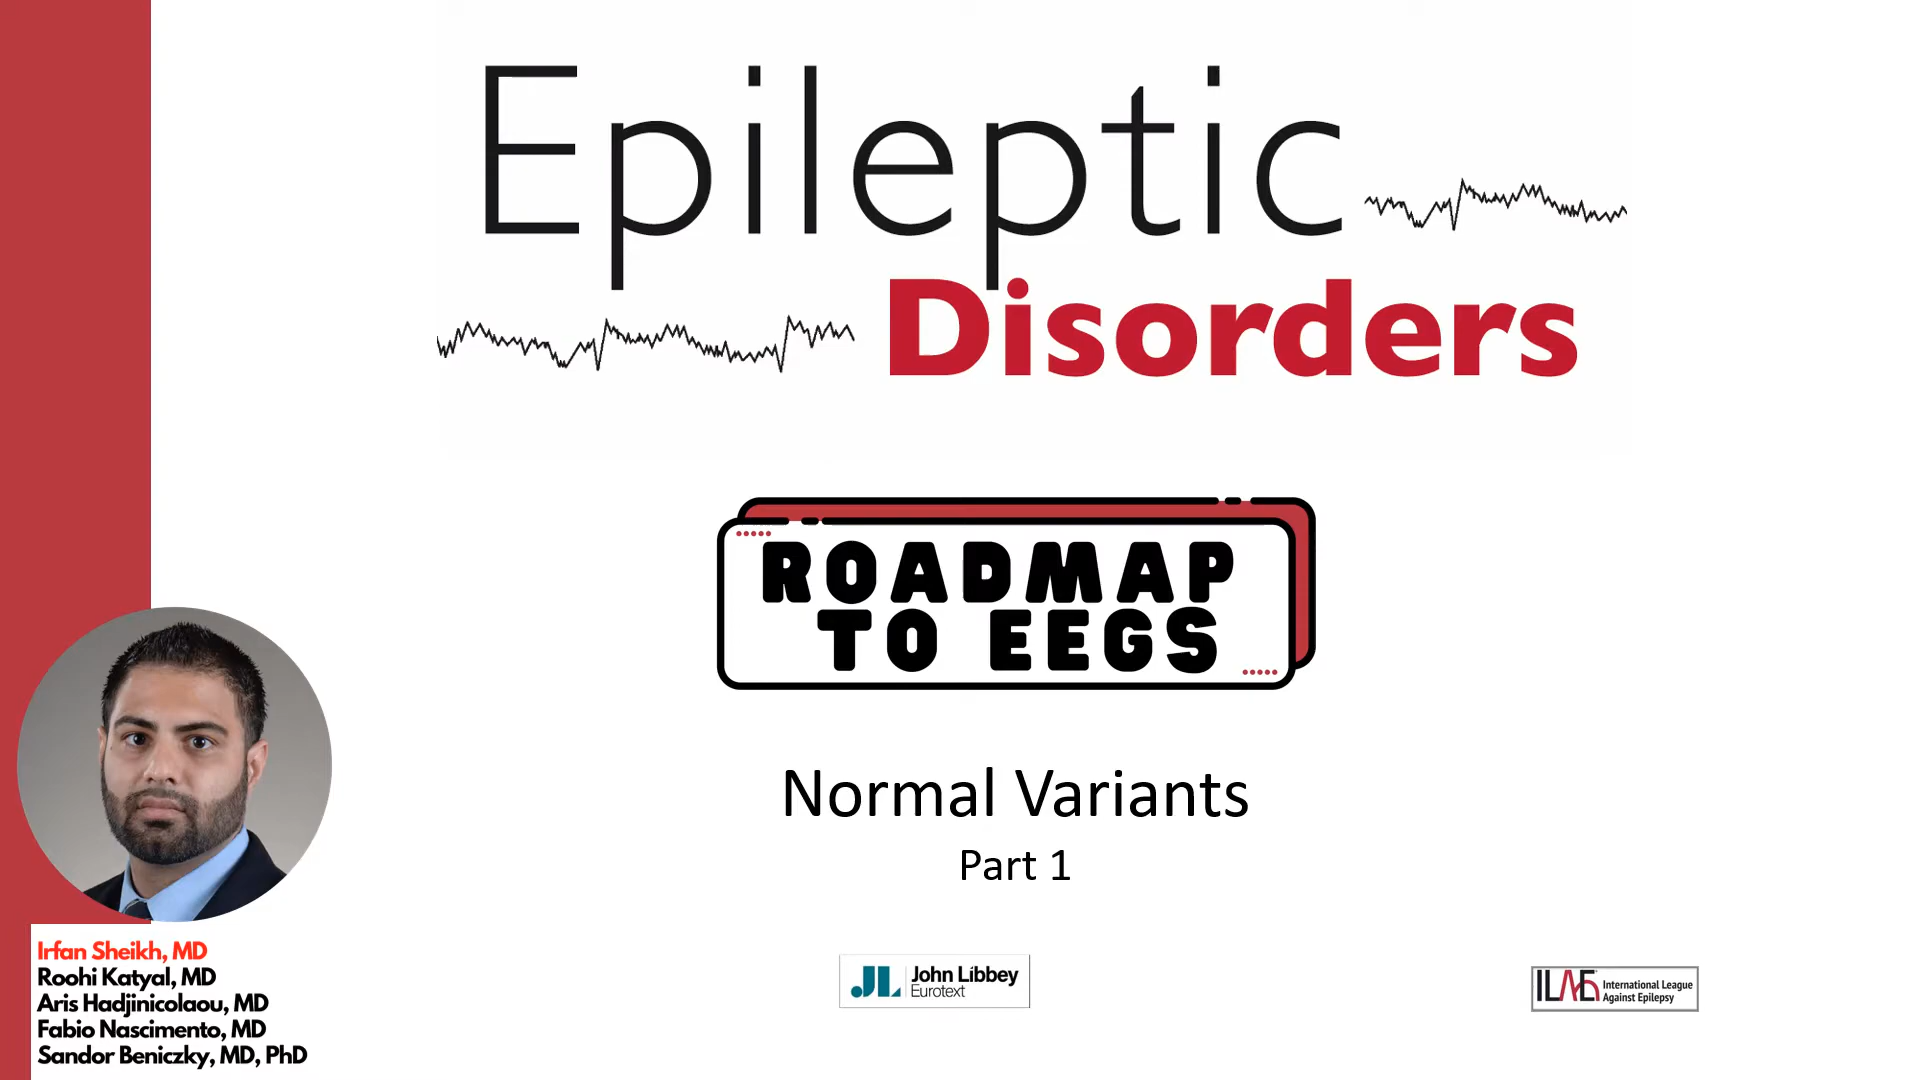 Epileptic
Disorders
ROADMAP
TO EEGS
Normal Variants
Part 1
Irfan Sheikh, MD
Roohi Katyal, MD
Aris Hadjinicolaou, MD
Fabio Nascimento, MD
Sandor Beniczky, MD, PhD
JL John Libbey
Eurotext
ILAE International League
Against Epilepsy